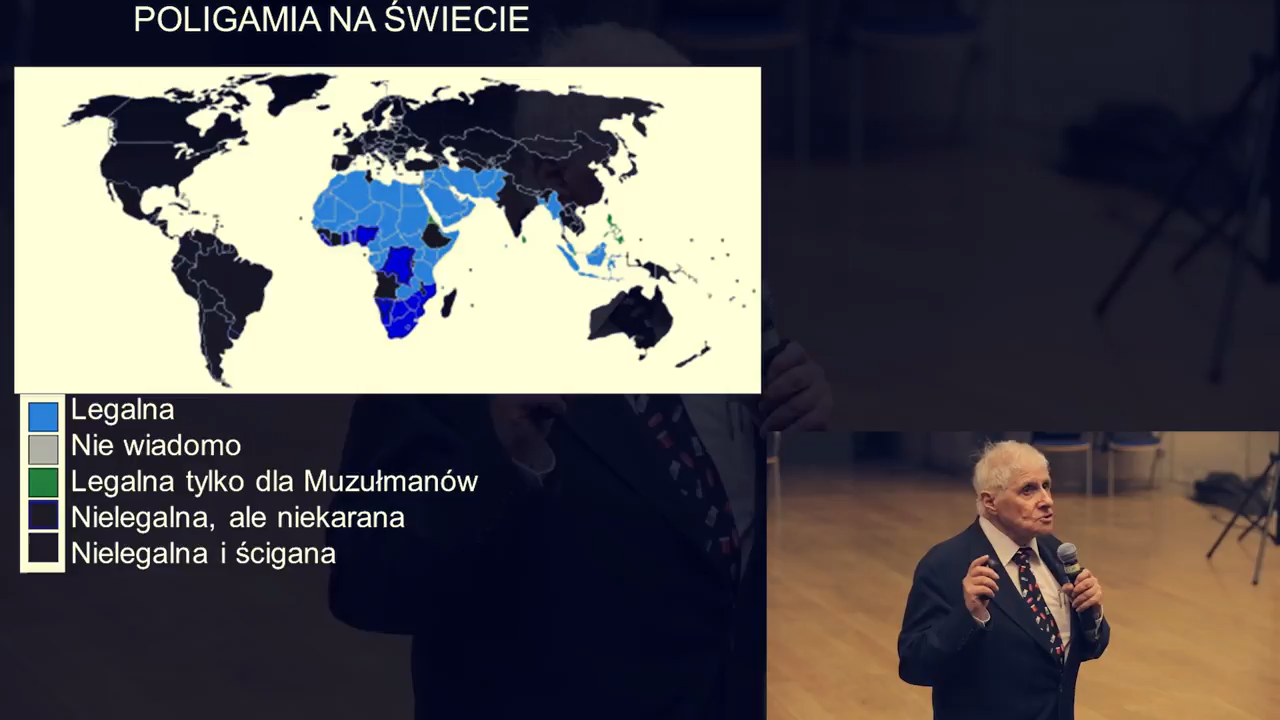 POLIGAMIA NA ŚWIECIE
Legalna
Nie wiadomo
Legalna tylko dla Muzułmanów
Nielegalna, ale niekarana
Nielegalna i ścigana